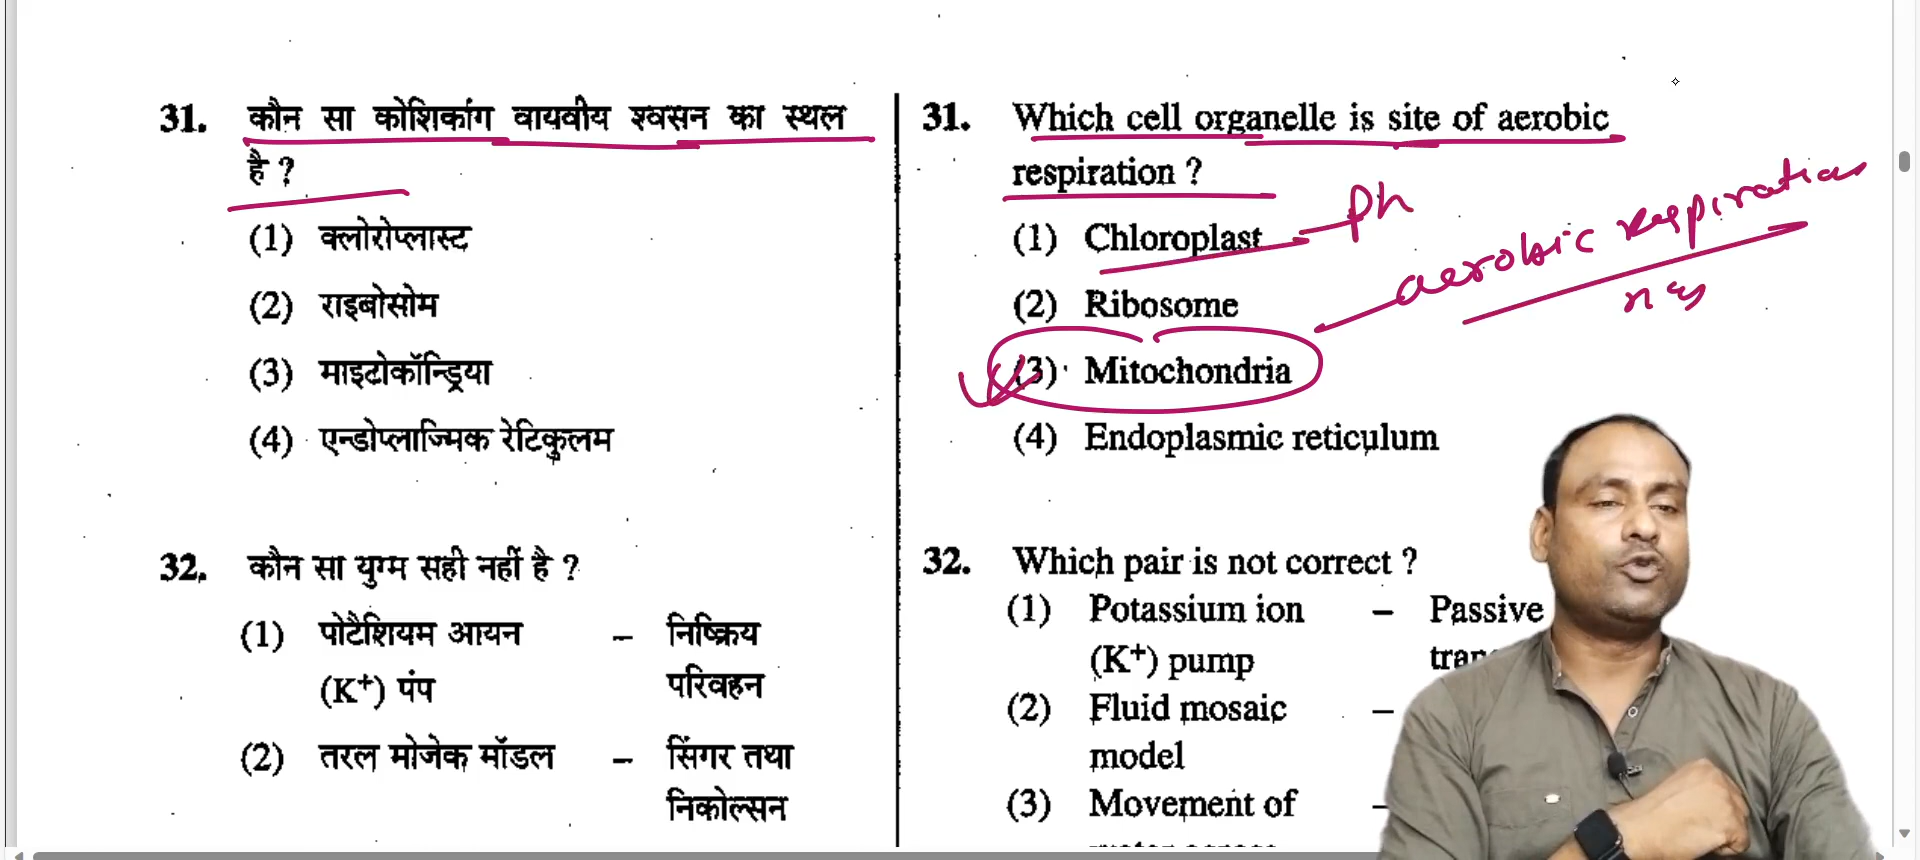 31. कौन सा कोशिकांग वायवीय श्वसन का स्थल
है ?
(1) क्लोरोप्लास्ट
(2) राइबोसोम
(3) माइटोकॉन्ड्रिया
(4) एन्डोप्लाज्मिक रेटिकुलम
32. कौन सा युग्म सही नहीं है ?
(1) पोटैशियम आयन – निष्क्रिय
(K+) पंप परिवहन
(2) तरल मोजेक मॉडल – सिंगर तथा
निकोल्सन
31. Which cell organelle is site of aerobic
respiration ?
(1) Chloroplast – Ph
(2) Ribosome
aerobic respiration
(3) Mitochondria
(4) Endoplasmic reticulum
32. Which pair is not correct ?
(1) Potassium ion – Passive
(K+) pump
(2) Fluid mosaic –
model
(3) Movement of –